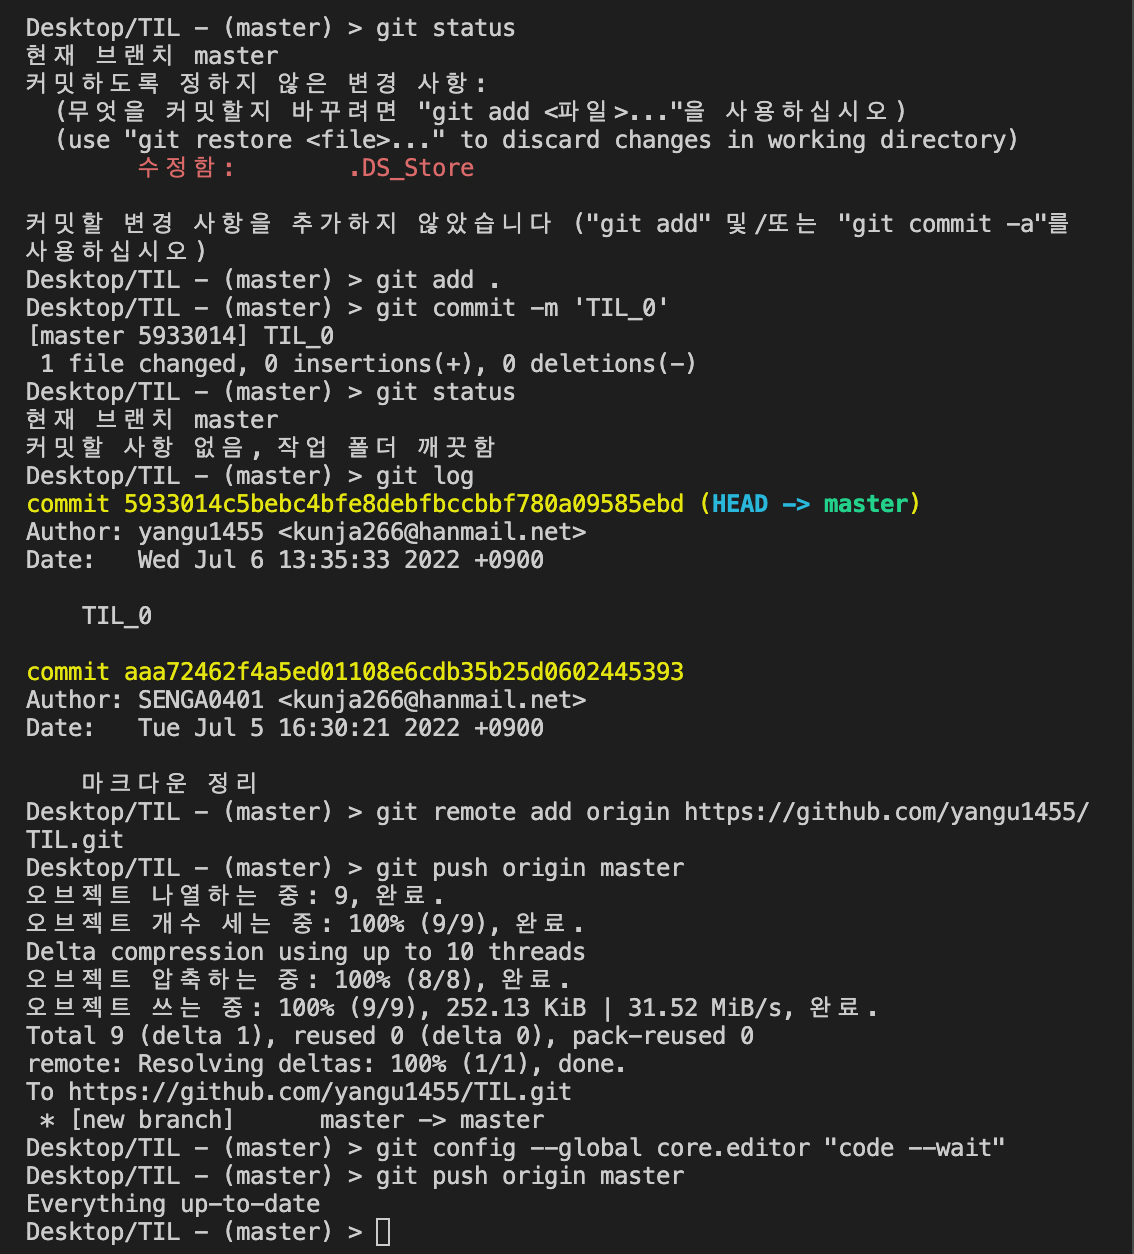 Desktop/TIL - (master) > git status
현재 브랜치 master
커밋하도록 정하지 않은 변경 사항:
  (무엇을 커밋할지 바꾸려면 "git add <파일>..."을 사용하십시오)
  (use "git restore <file>..." to discard changes in working directory)
        수정함:        .DS_Store
커밋할 변경 사항을 추가하지 않았습니다 ("git add" 및/또는 "git commit -a"를
사용하십시오)
Desktop/TIL - (master) > git add .
Desktop/TIL - (master) > git commit -m 'TIL_0'
[master 5933014] TIL_0
 1 file changed, 0 insertions(+), 0 deletions(-)
Desktop/TIL - (master) > git status
현재 브랜치 master
커밋할 사항 없음, 작업 폴더 깨끗함
Desktop/TIL - (master) > git log
commit 5933014c5bebc4bfe8debfbccbbf780a09585ebd (HEAD -> master)
Author: yangu1455 <kunja266@hanmail.net>
Date:   Wed Jul 6 13:35:33 2022 +0900
    TIL_0
commit aaa72462f4a5ed01108e6cdb35b25d0602445393
Author: SENGA0401 <kunja266@hanmail.net>
Date:   Tue Jul 5 16:30:21 2022 +0900
    마크다운 정리
Desktop/TIL - (master) > git remote add origin https://github.com/yangu1455/
TIL.git
Desktop/TIL - (master) > git push origin master
오브젝트 나열하는 중: 9, 완료.
오브젝트 개수 세는 중: 100% (9/9), 완료.
Delta compression using up to 10 threads
오브젝트 압축하는 중: 100% (8/8), 완료.
오브젝트 쓰는 중: 100% (9/9), 252.13 KiB | 31.52 MiB/s, 완료.
Total 9 (delta 1), reused 0 (delta 0), pack-reused 0
remote: Resolving deltas: 100% (1/1), done.
To https://github.com/yangu1455/TIL.git
 * [new branch]      master -> master
Desktop/TIL - (master) > git config --global core.editor "code --wait"
Desktop/TIL - (master) > git push origin master
Everything up-to-date
Desktop/TIL - (master) >